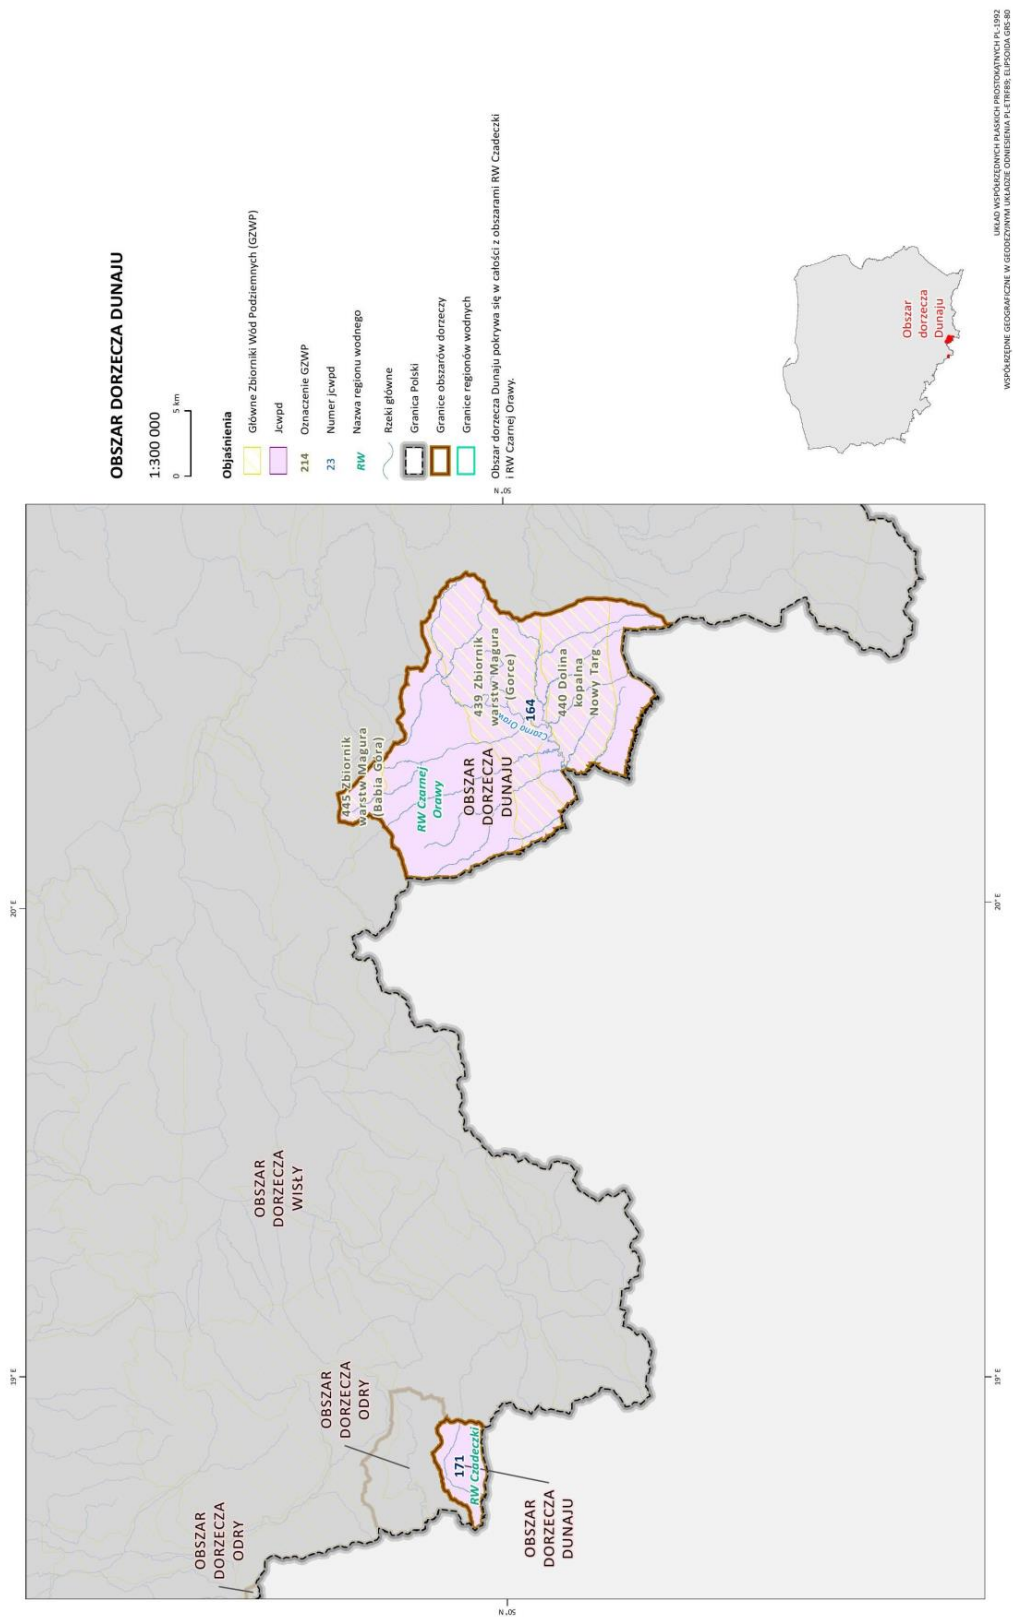 OBSZAR DORZECZA DUNAJU
1:300 000
0 5 km
Objaśnienia
Główne Zbiorniki Wód Podziemnych (GZWP)
Jcwpd
214 Oznaczenie GZWP
23 Numer jcwpd
RW Nazwa regionu wodnego
Rzeki główne
Granica Polski
Granice obszarów dorzeczy
Granice regionów wodnych
Obszar dorzecza Dunaju pokrywa się w całości z obszarami RW Czadeczki
i RW Czarnej Orawy.
Obszar
dorzecza
Dunaju
UKŁAD WSPÓŁRZĘDNYCH PŁASKICH PROSTOKĄTNYCH PL-1992
WSPÓŁRZĘDNE GEOGRAFICZNE W GEODEZYJNYM UKŁADZIE ODNIESIENIA PL-ETRF89; ELIPSOIDA GRS-80
19° E
20° E
OBSZAR
DORZECZA
ODRY
OBSZAR
DORZECZA
ODRY
OBSZAR
DORZECZA
WISŁY
445 Zbiornik
warstw Magura
(Babia Góra)
RW Czarnej
Orawy
OBSZAR
DORZECZA
DUNAJU
439 Zbiornik
warstw Magura
(Gorce)
Czarna Orawa
164
440 Dolina
kopalna
Nowy Targ
171
RW Czadeczki
OBSZAR
DORZECZA
DUNAJU
50° N
50° N
19° E
20° E